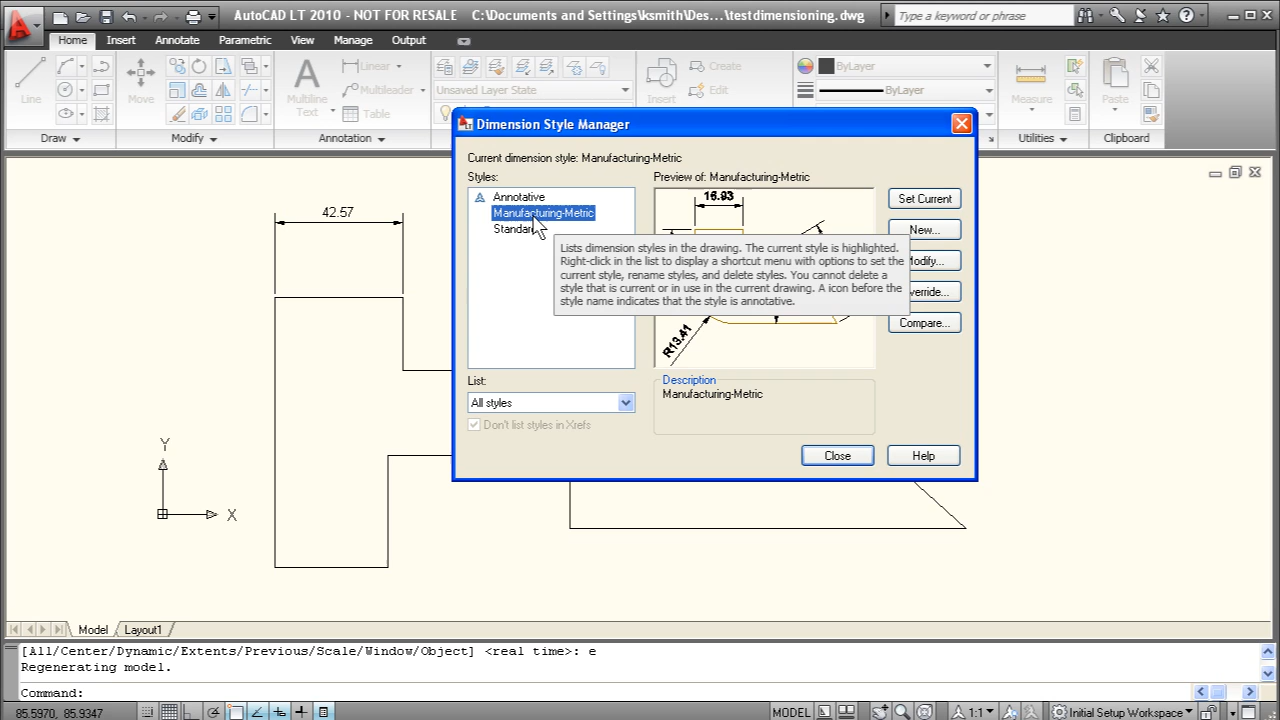 AutoCAD LT 2010 - NOT FOR RESALE C:\Documents and Settings\ksmith\Des...\testdimensioning.dwg
Type a keyword or phrase
Home Insert Annotate Parametric View Manage Output
Line
Move
Multiline
Text
Linear
Multileader
Table
Unsaved Layer State
Insert
Create
Edit
ByLayer
ByLayer
Measure
Paste
Draw
Modify
Annotation
Utilities
Clipboard
Dimension Style Manager
Current dimension style: Manufacturing-Metric
Styles:
Annotative
Manufacturing-Metric
Standard
Preview of: Manufacturing-Metric
16.93
R13.41
Set Current
New...
Modify...
Compare...
Lists dimension styles in the drawing. The current style is highlighted.
Right-click in the list to display a shortcut menu with options to set the
current style, rename styles, and delete styles. You cannot delete a
style that is current or in use in the current drawing. A icon before the
style name indicates that the style is annotative.
List:
All styles
Don't list styles in Xrefs
Description
Manufacturing-Metric
Close
Help
42.57
Y
X
Model
Layout1
[All/Center/Dynamic/Extents/Previous/Scale/Window/Object] <real time>: e
Regenerating model.
Command:
85.5970, 85.9347
MODEL
1:1
Initial Setup Workspace